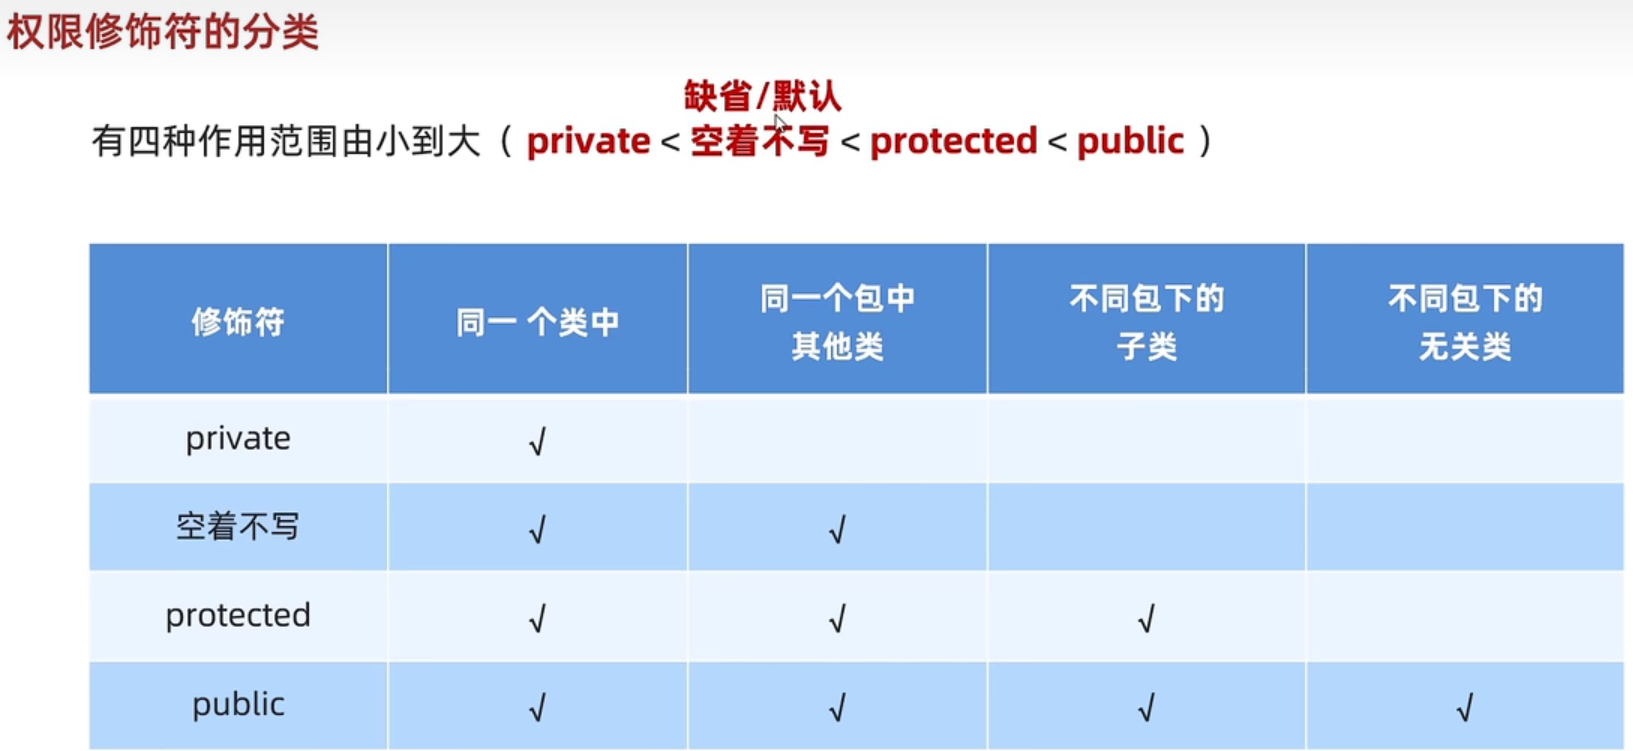 权限修饰符的分类
缺省/默认
有四种作用范围由小到大（ private < 空着不写 < protected < public ）
修饰符 同一 个类中 同一个包中 其他类 不同包下的 子类 不同包下的 无关类
private √
空着不写 √ √
protected √ √ √
public √ √ √ √